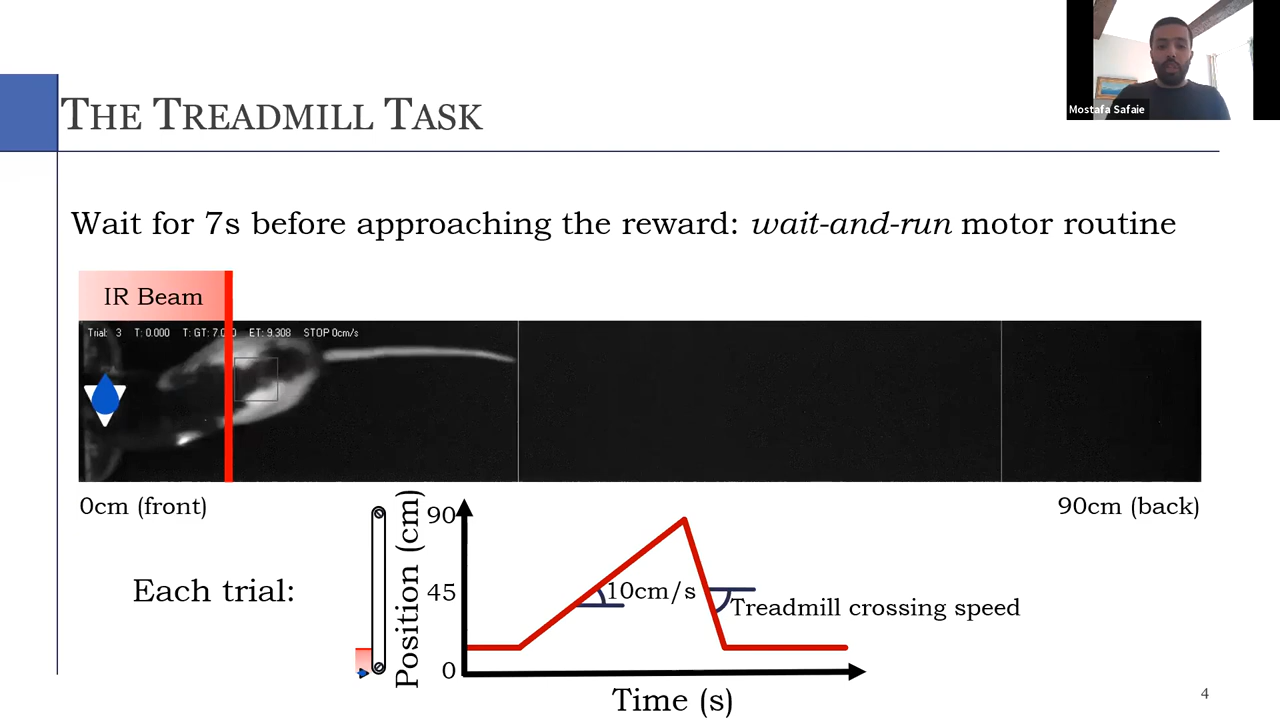 Mostafa Safaie
THE TREADMILL TASK
Wait for 7s before approaching the reward: wait-and-run motor routine
IR Beam
Trial: 3 T: 0.000 T: GT: 7.0 0 ET: 9.308 STOP 0cm/s
0cm (front)
90cm (back)
Each trial:
Position (cm)
90
45
0
10cm/s
Treadmill crossing speed
Time (s)
4